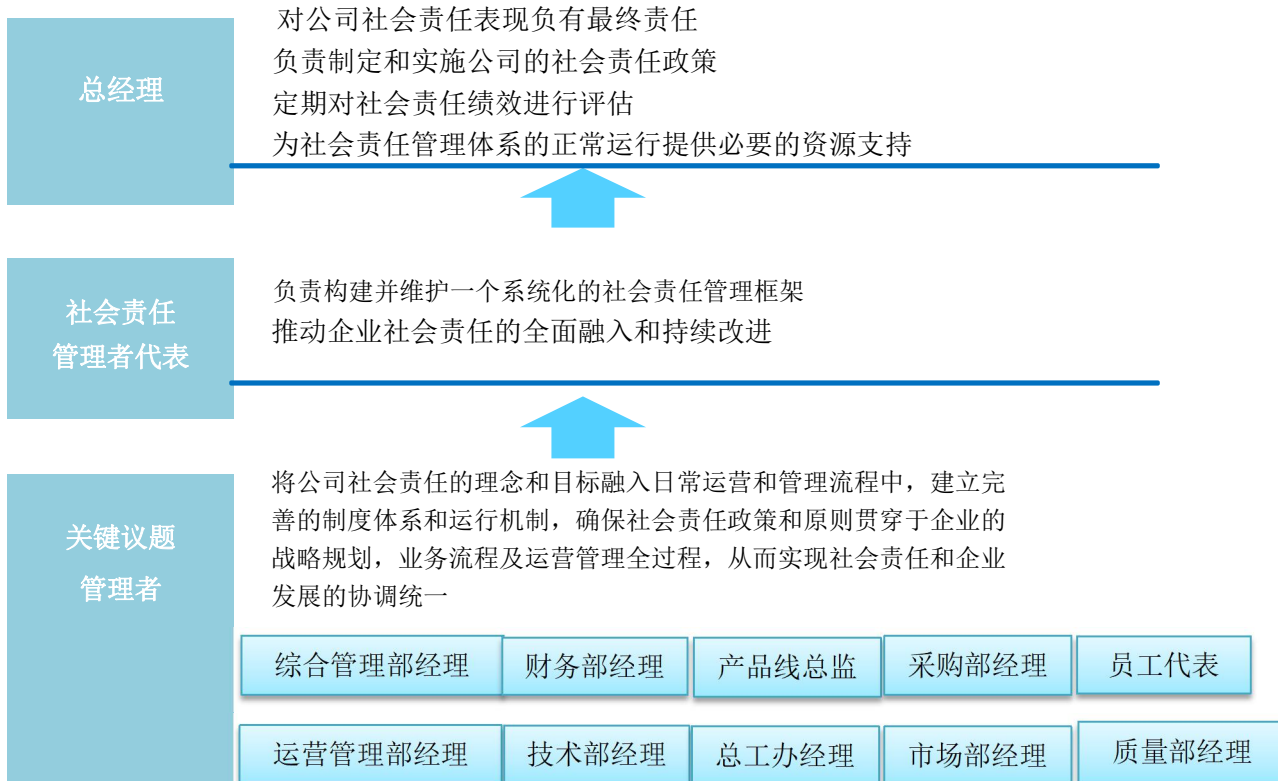 总经理
对公司社会责任表现负有最终责任
负责制定和实施公司的社会责任政策
定期对社会责任绩效进行评估
为社会责任管理体系的正常运行提供必要的资源支持
社会责任
管理者代表
负责构建并维护一个系统化的社会责任管理框架
推动企业社会责任的全面融入和持续改进
关键议题
管理者
将公司社会责任的理念和目标融入日常运营和管理流程中，建立完
善的制度体系和运行机制，确保社会责任政策和原则贯穿于企业的
战略规划，业务流程及运营管理全过程，从而实现社会责任和企业
发展的协调统一
综合管理部经理 财务部经理 产品线总监 采购部经理 员工代表
运营管理部经理 技术部经理 总工办经理 市场部经理 质量部经理